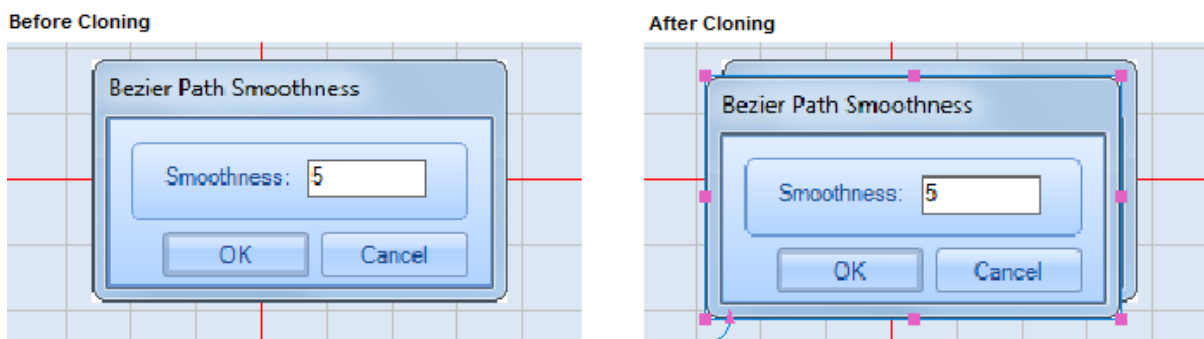 Before Cloning
After Cloning
Bezier Path Smoothness
Smoothness: 5
OK Cancel
Bezier Path Smoothness
Smoothness: 5
OK Cancel